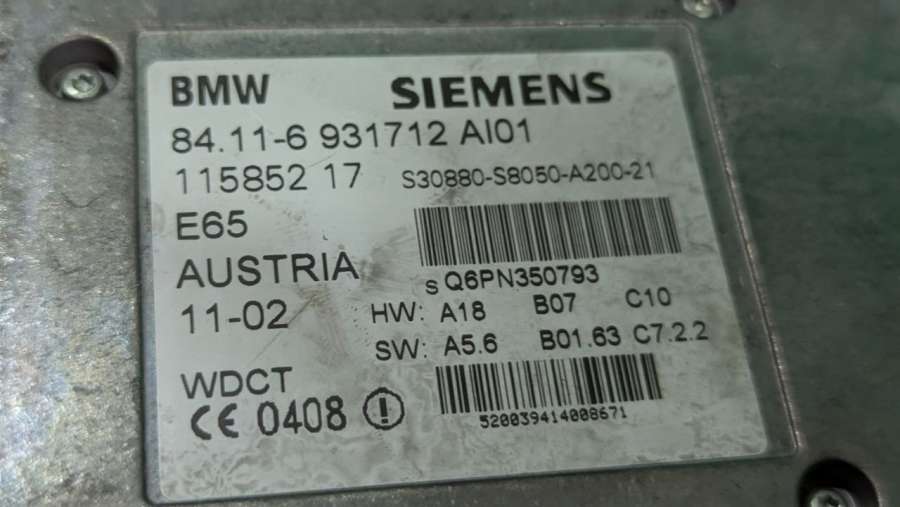 BMW SIEMENS
84.11-6 931712 AI01
115852 17 S30880-S8050-A200-21
E65
AUSTRIA
S Q6PN350793
11-02 HW: A18 B07 C10
SW: A5.6 B01.63 C7.2.2
WDCT
CE 0408 !
520039414008671